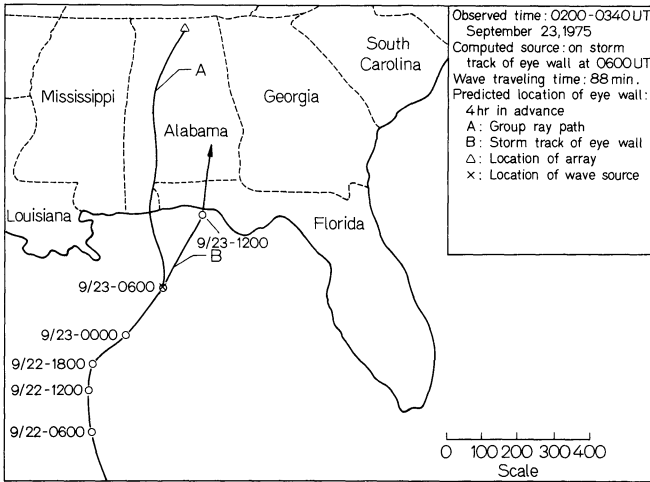 Observed time: 0200-0340 UT
September 23, 1975
Computed source: on storm
track of eye wall at 0600 UT
Wave traveling time: 88 min.
Predicted location of eye wall:
4hr in advance
A: Group ray path
B: Storm track of eye wall
△: Location of array
×: Location of wave source
South
Carolina
A
Mississippi
Georgia
Alabama
Louisiana
Florida
9/23-1200
B
9/23-0600
9/23-0000
9/22-1800
9/22-1200
9/22-0600
0 100 200 300 400
Scale